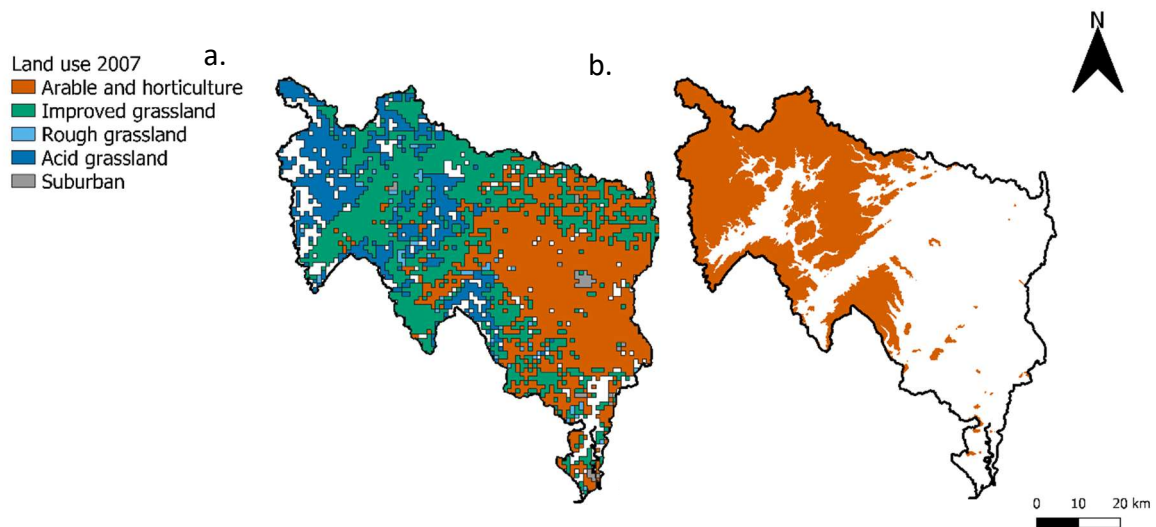 Land use 2007
Arable and horticulture
Improved grassland
Rough grassland
Acid grassland
Suburban
a.
b.
N
0 10 20 km